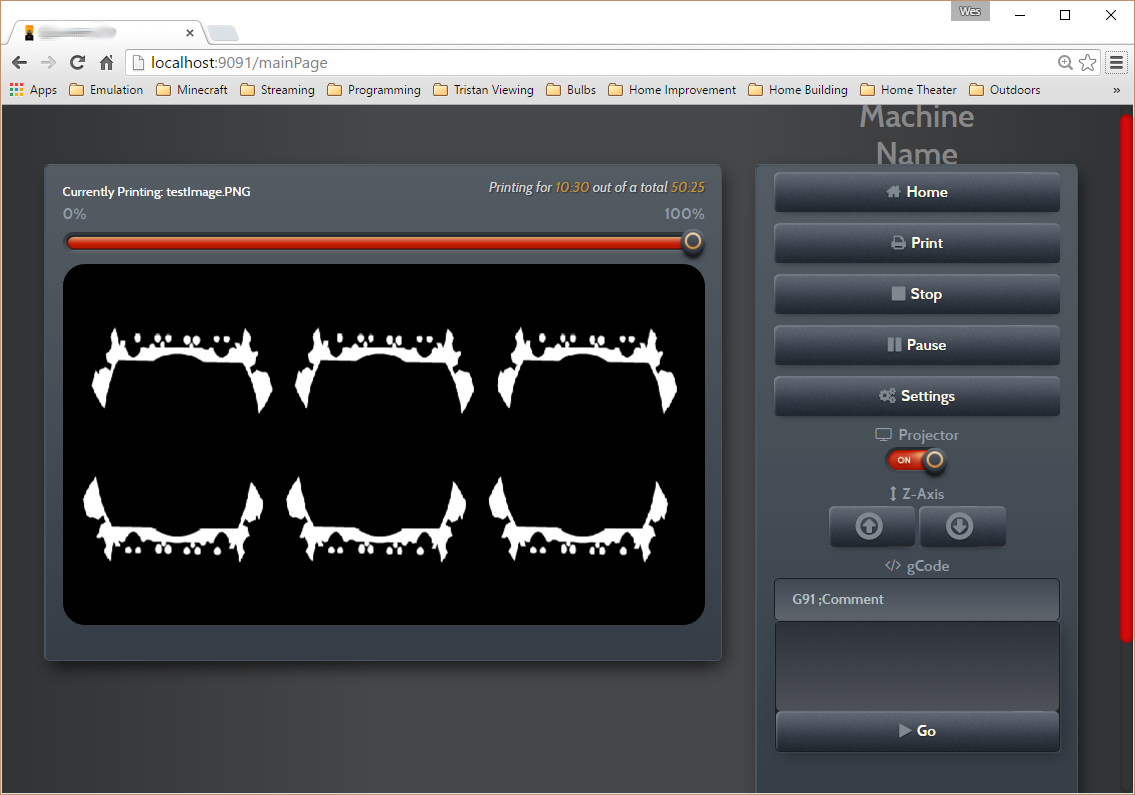 Wes
localhost:9091/mainPage
Apps Emulation Minecraft Streaming Programming Tristan Viewing Bulbs Home Improvement Home Building Home Theater Outdoors »
Machine
Name
Currently Printing: testImage.PNG
Printing for 10:30 out of a total 50:25
0% 100%
Home
Print
Stop
Pause
Settings
Projector
ON
Z-Axis
</> gCode
G91 ;Comment
Go